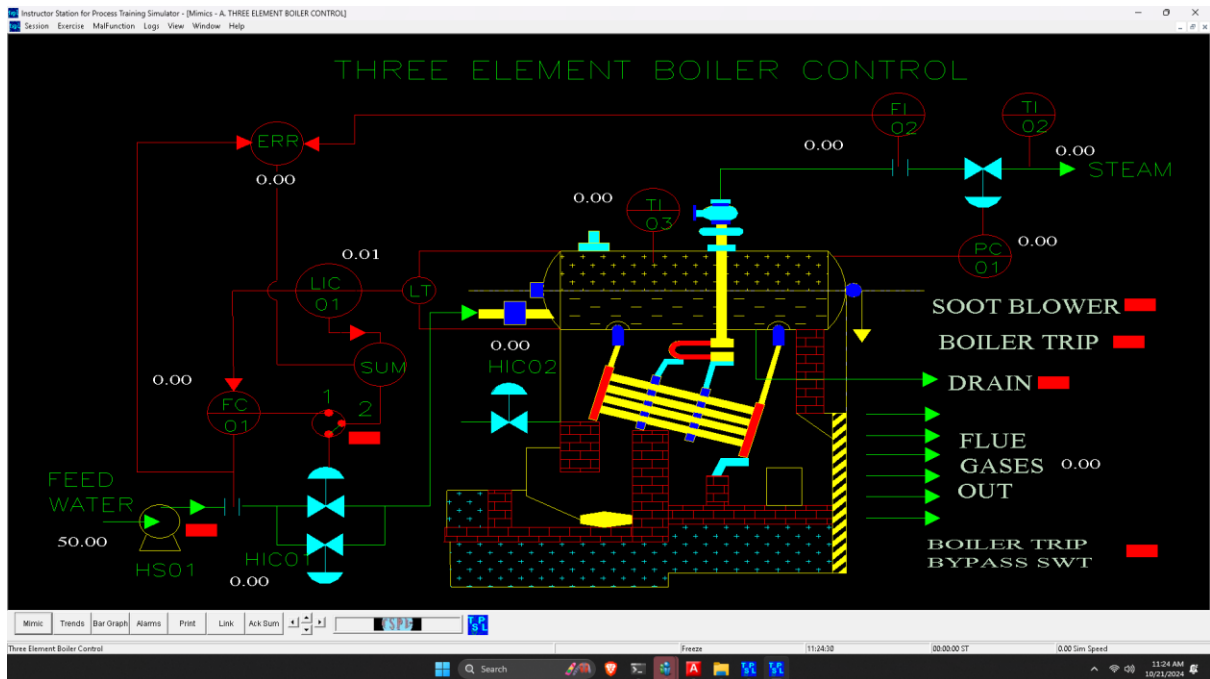 Instructor Station for Process Training Simulator - [Mimics - A. THREE ELEMENT BOILER CONTROL]
Session Exercise MalFunction Logs View Window Help
THREE ELEMENT BOILER CONTROL
FI
02
TI
02
ERR
0.00
0.00
0.00
STEAM
0.00
TI
03
PC
01
0.00
0.01
LIC
01
LT
SOOT BLOWER
0.00
HIC02
BOILER TRIP
SUM
0.00
DRAIN
FC
01
1
2
FLUE
GASES 0.00
OUT
FEED
WATER
50.00
HS01
HIC01
0.00
BOILER TRIP
BYPASS SWT
Mimic Trends Bar Graph Alarms Print Link Ack Sum
TPSL
Three Element Boiler Control Freeze 11:24:30 00:00:00 ST 0.00 Sim Speed
Search
11:24 AM
10/21/2024